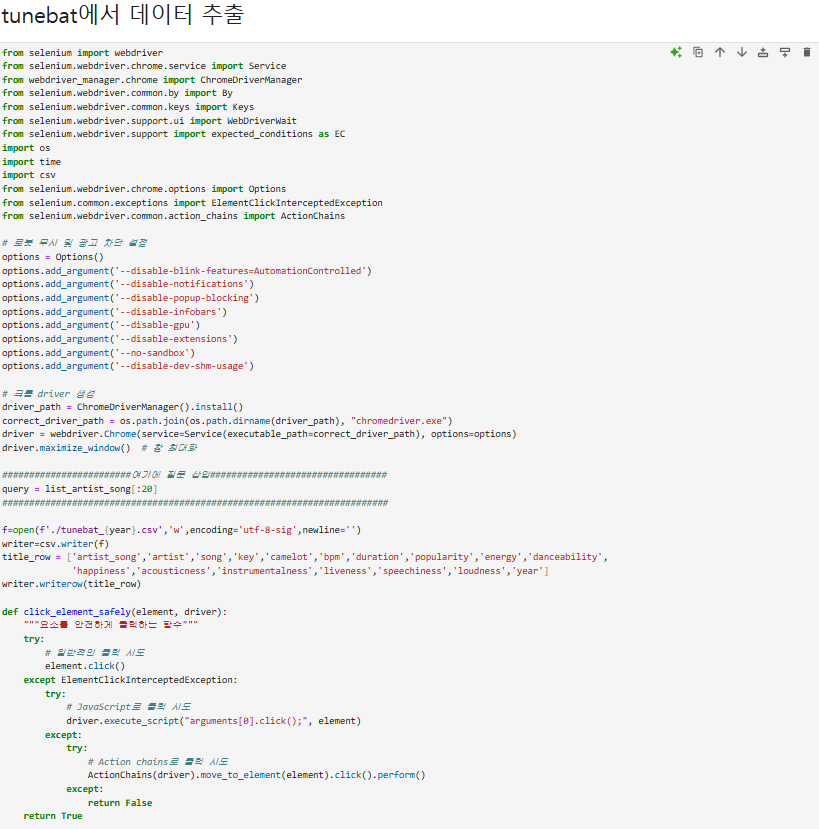 tunebat에서 데이터 추출
from selenium import webdriver
from selenium.webdriver.chrome.service import Service
from webdriver_manager.chrome import ChromeDriverManager
from selenium.webdriver.common.by import By
from selenium.webdriver.common.keys import Keys
from selenium.webdriver.support.ui import WebDriverWait
from selenium.webdriver.support import expected_conditions as EC
import os
import time
import csv
from selenium.webdriver.chrome.options import Options
from selenium.common.exceptions import ElementClickInterceptedException
from selenium.webdriver.common.action_chains import ActionChains
# 로봇 무시 및 광고 차단 설정
options = Options()
options.add_argument('--disable-blink-features=AutomationControlled')
options.add_argument('--disable-notifications')
options.add_argument('--disable-popup-blocking')
options.add_argument('--disable-infobars')
options.add_argument('--disable-gpu')
options.add_argument('--disable-extensions')
options.add_argument('--no-sandbox')
options.add_argument('--disable-dev-shm-usage')
# 크롬 driver 생성
driver_path = ChromeDriverManager().install()
correct_driver_path = os.path.join(os.path.dirname(driver_path), "chromedriver.exe")
driver = webdriver.Chrome(service=Service(executable_path=correct_driver_path), options=options)
driver.maximize_window()  # 창 최대화
########################여기에 질문 삽입#################################
query = list_artist_song[:20]
########################################################################
f=open(f'./tunebat_{year}.csv','w',encoding='utf-8-sig',newline='')
writer=csv.writer(f)
title_row = ['artist_song','artist','song','key','camelot','bpm','duration','popularity','energy','danceability',
'happiness','acousticness','instrumentalness','liveness','speechiness','loudness','year']
writer.writerow(title_row)
def click_element_safely(element, driver):
"""요소를 안전하게 클릭하는 함수"""
try:
# 일반적인 클릭 시도
element.click()
except ElementClickInterceptedException:
try:
# JavaScript로 클릭 시도
driver.execute_script("arguments[0].click();", element)
except:
try:
# Action chains로 클릭 시도
ActionChains(driver).move_to_element(element).click().perform()
except:
return False
return True